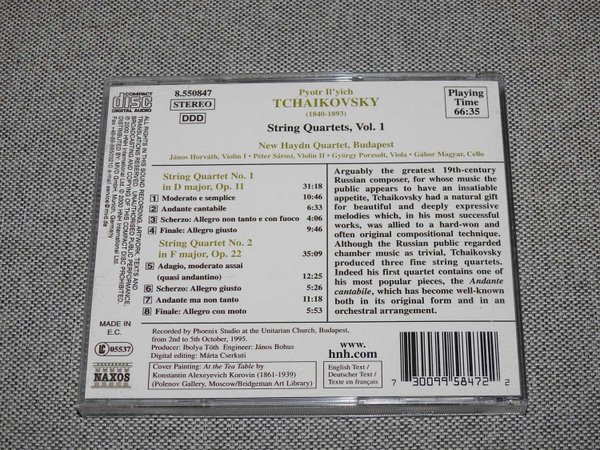 COMPACT
disc
DIGITAL AUDIO
8.550847
STEREO
DDD
Pyotr Il'yich
TCHAIKOVSKY
(1840-1893)
String Quartets, Vol. 1
Playing
Time
66:35
New Haydn Quartet, Budapest
János Horváth, Violin I • Péter Sárosi, Violin II • György Porzsolt, Viola • Gábor Magyar, Cello
String Quartet No. 1
in D major, Op. 11 31:18
1 Moderato e semplice 10:46
2 Andante cantabile 6:33
3 Scherzo: Allegro non tanto e con fuoco 4:06
4 Finale: Allegro giusto 9:46
String Quartet No. 2
in F major, Op. 22 35:09
5 Adagio, moderato assai
(quasi andantino) 12:25
6 Scherzo: Allegro giusto 5:26
7 Andante ma non tanto 11:18
8 Finale: Allegro con moto 5:53
Arguably the greatest 19th-century
Russian composer, for whose music the
public appears to have an insatiable
appetite, Tchaikovsky had a natural gift
for beautiful and deeply expressive
melodies which, in his most successful
works, was allied to a hard-won and
often original compositional technique.
Although the Russian public regarded
chamber music as trivial, Tchaikovsky
produced three fine string quartets.
Indeed his first quartet contains one of
his most popular pieces, the Andante
cantabile, which has become well-known
both in its original form and in an
orchestral arrangement.
ALL RIGHTS IN THIS SOUND RECORDING, ARTWORK, TEXTS AND
MADE IN
E.C.
LC 05537
NAXOS
Recorded by Phoenix Studio at the Unitarian Church, Budapest,
from 2nd to 5th October, 1995.
Producer: Ibolya Tóth Engineer: János Bohus
Digital editing: Márta Cserkuti
Cover Painting: At the Tea Table by
Konstantin Alexeyevich Korovin (1861-1939)
(Polenov Gallery, Moscow/Bridgeman Art Library)
www.
hnh.com
English Text /
Deutscher Text /
Texte en français
7 30099 58472 2